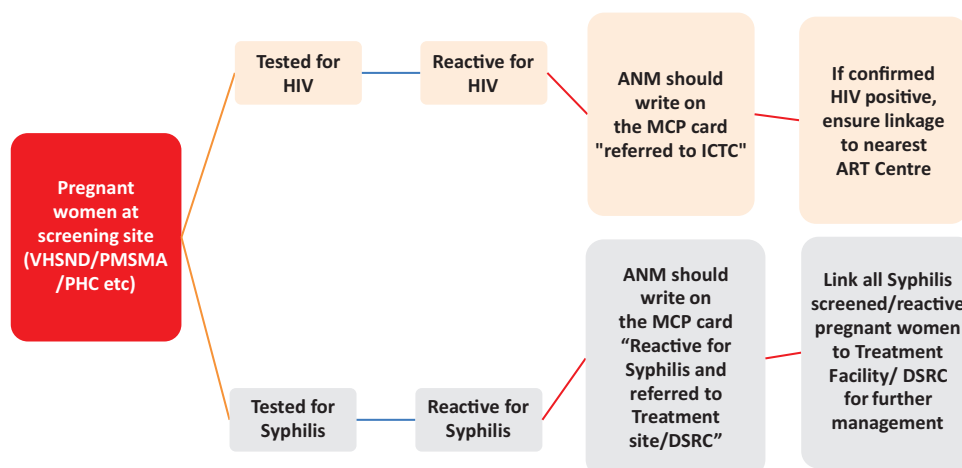 Pregnant
women at
screening site
(VHSND/PMSMA
/PHC etc)
Tested for
HIV
Reactive for
HIV
ANM should
write on
the MCP card
"referred to ICTC"
If confirmed
HIV positive,
ensure linkage
to nearest
ART Centre
Tested for
Syphilis
Reactive for
Syphilis
ANM should
write on
the MCP card
“Reactive for
Syphilis and
referred to
Treatment
site/DSRC”
Link all Syphilis
screened/reactive
pregnant women
to Treatment
Facility/ DSRC
for further
management